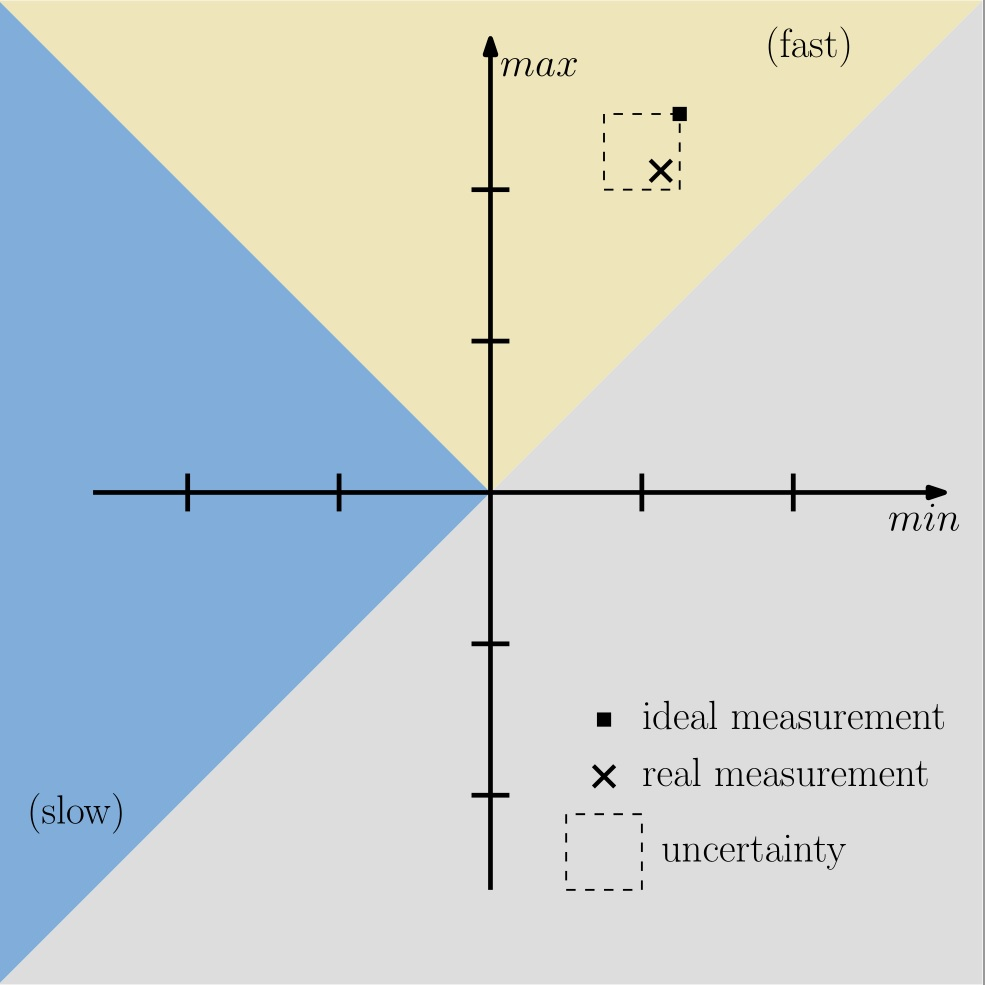 (fast)
max
min
ideal measurement
real measurement
(slow)
uncertainty